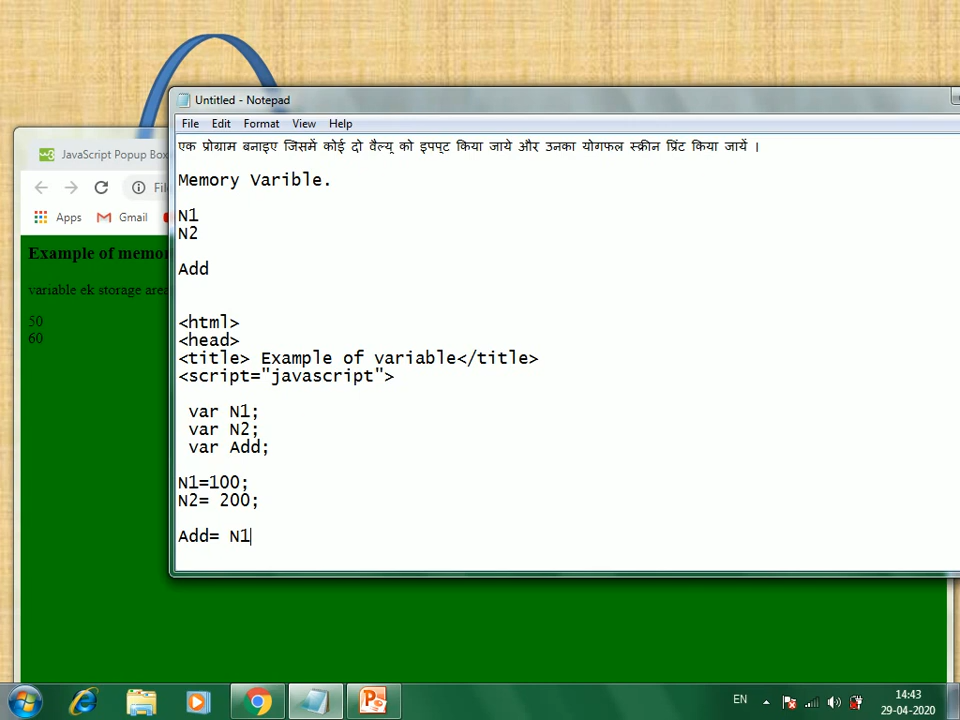 Untitled - Notepad
File Edit Format View Help
एक प्रोग्राम बनाइए जिसमें कोई दो वैल्यू को इपपुट किया जाये और उनका योगफल स्क्रीन प्रिंट किया जायें ।
Memory Varible.
N1
N2
Add
<html>
<head>
<title> Example of variable</title>
<script="javascript">
var N1;
var N2;
var Add;
N1=100;
N2= 200;
Add= N1
JavaScript Popup Box
Apps Gmail
Example of memor
variable ek storage area
50
60
EN
14:43
29-04-2020